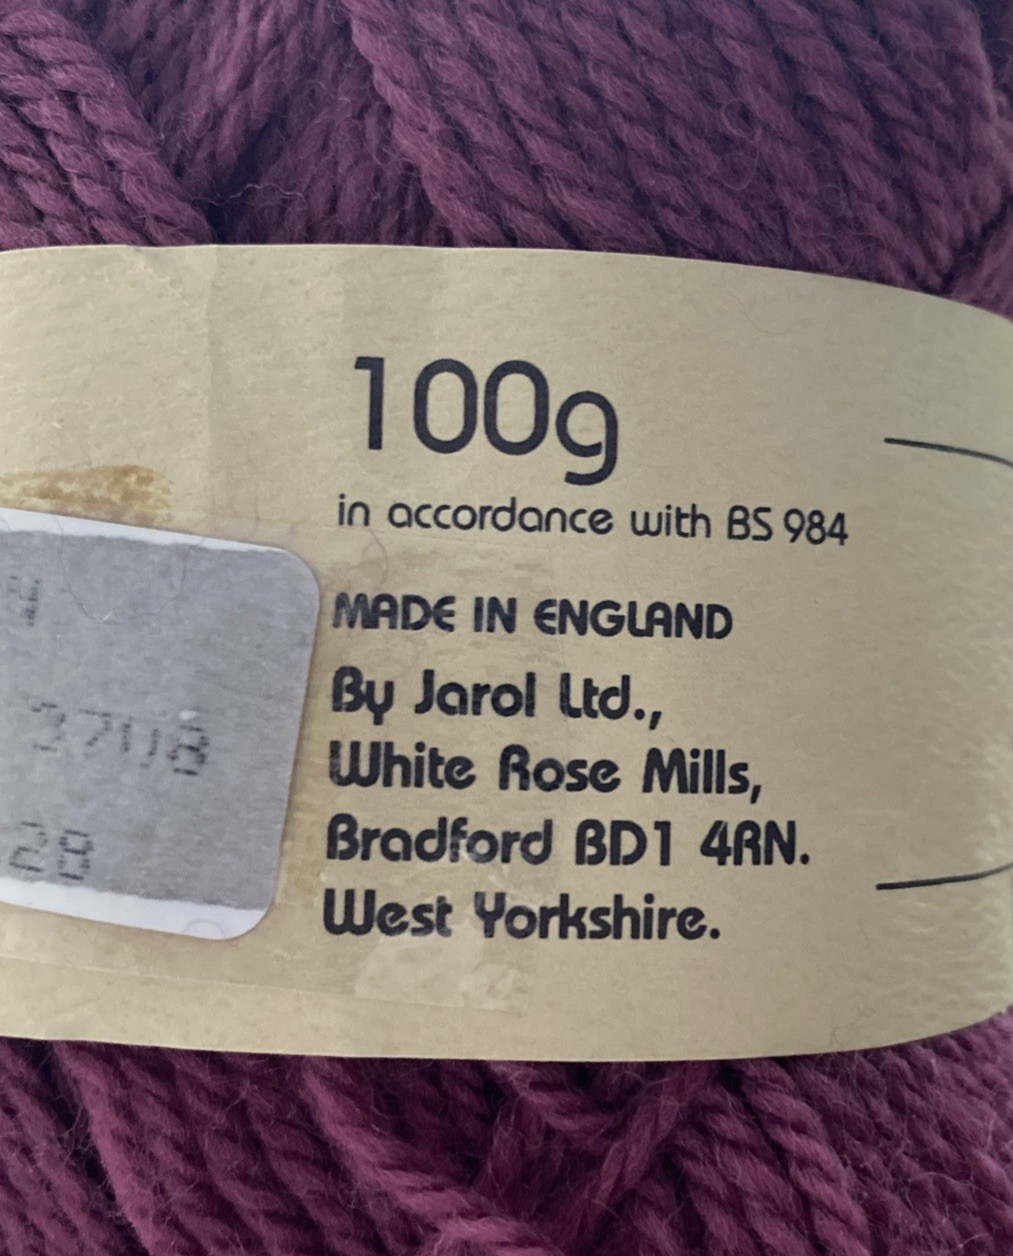 100g
in accordance with BS 984
MADE IN ENGLAND
By Jarol Ltd.,
White Rose Mills,
Bradford BD1 4RN.
West Yorkshire.
28